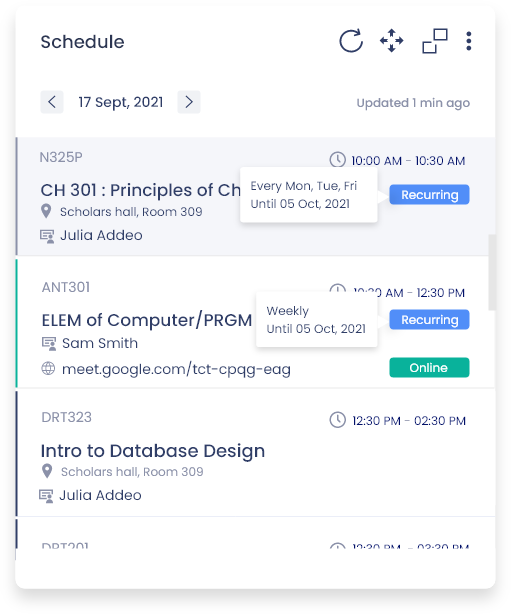 Schedule
17 Sept, 2021
Updated 1 min ago
N325P
10:00 AM - 10:30 AM
CH 301 : Principles of Ch
Every Mon, Tue, Fri
Until 05 Oct, 2021
Recurring
Scholars hall, Room 309
Julia Addeo
ANT301
10:30 AM - 12:30 PM
ELEM of Computer/PRGM
Weekly
Until 05 Oct, 2021
Recurring
Sam Smith
meet.google.com/tct-cpqg-eag
Online
DRT323
12:30 PM - 02:30 PM
Intro to Database Design
Scholars hall, Room 309
Julia Addeo
DRT201
12:30 PM - 03:30 PM